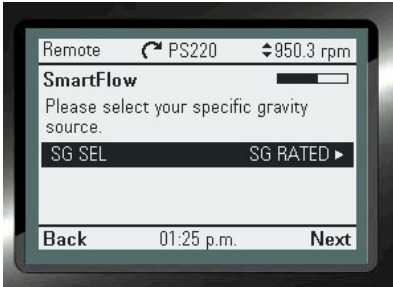 Remote PS220 950.3 rpm
SmartFlow
Please select your specific gravity
source.
SG SEL SG RATED
Back 01:25 p.m. Next